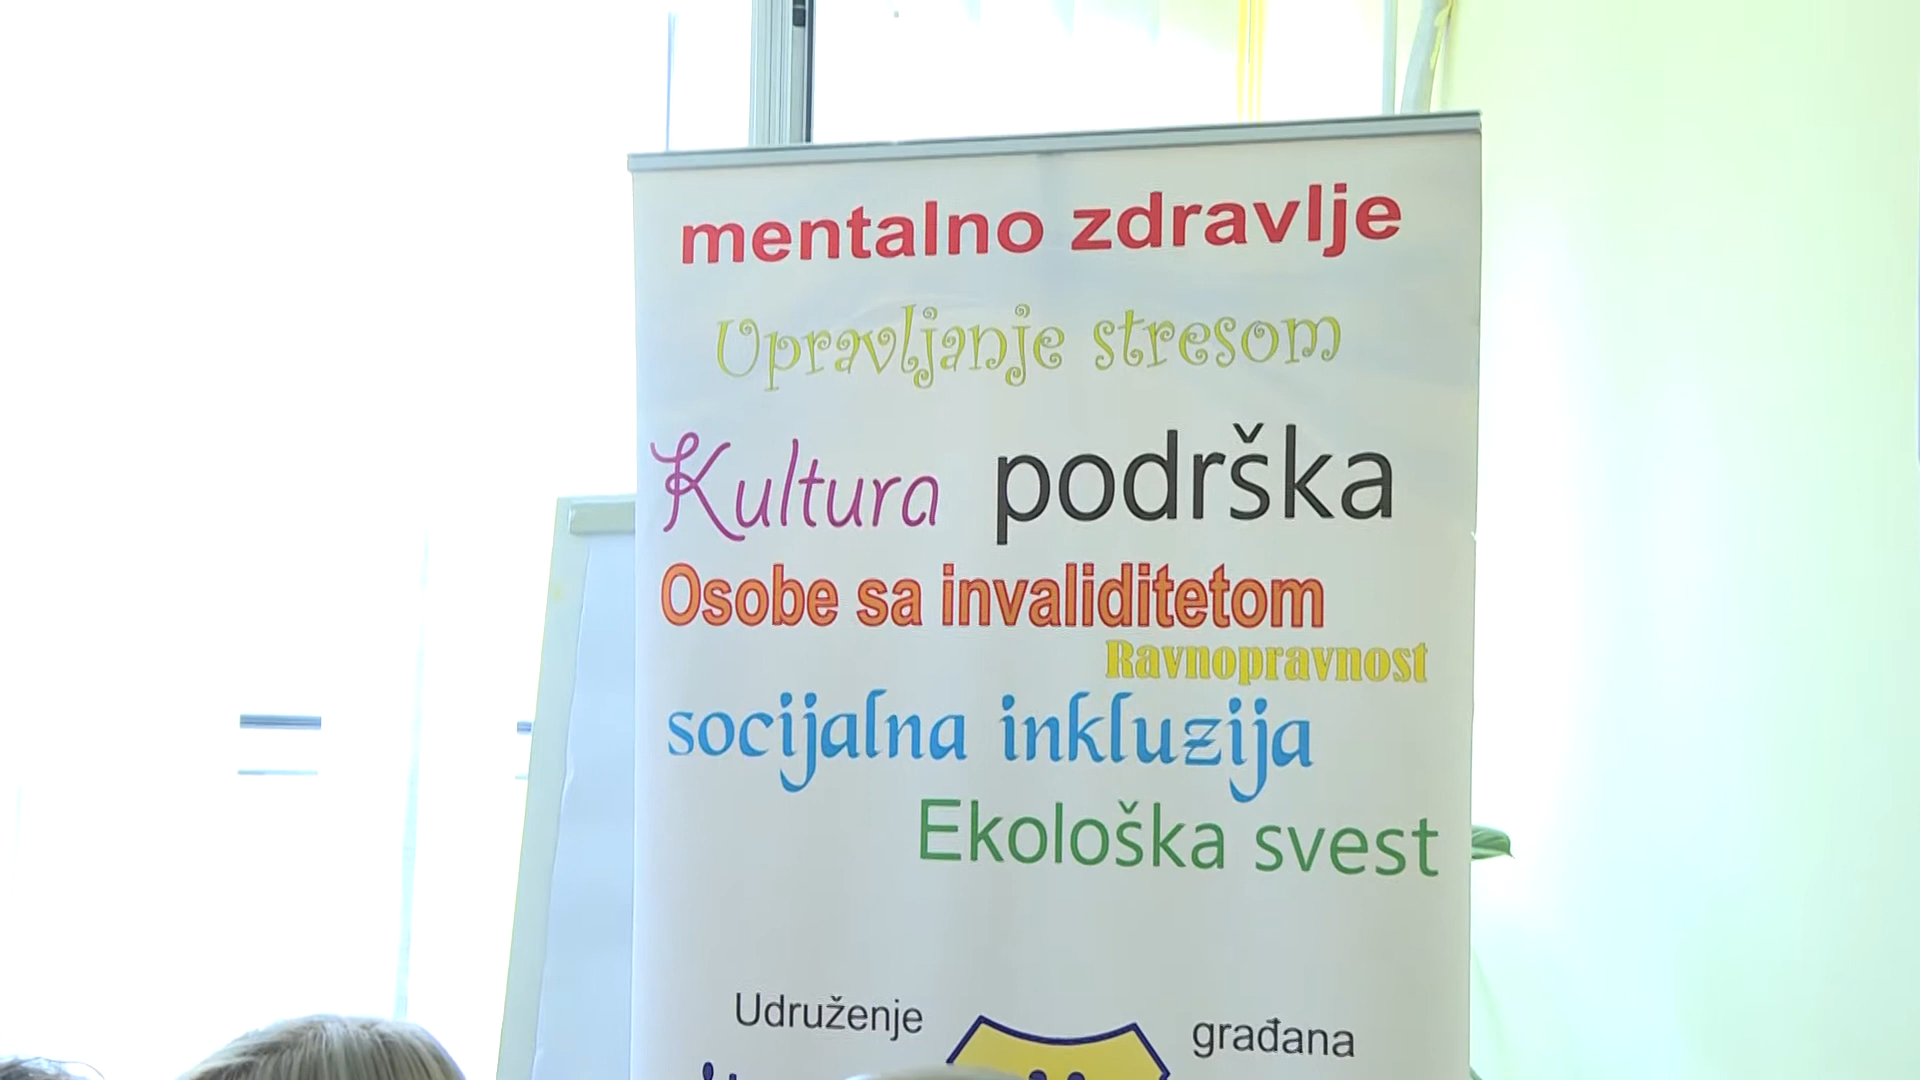 mentalno zdravlje
Upravljanje stresom
Kultura podrška
Osobe sa invaliditetom
Ravnopravnost
socijalna inkluzija
Ekološka svest
Udruženje građana